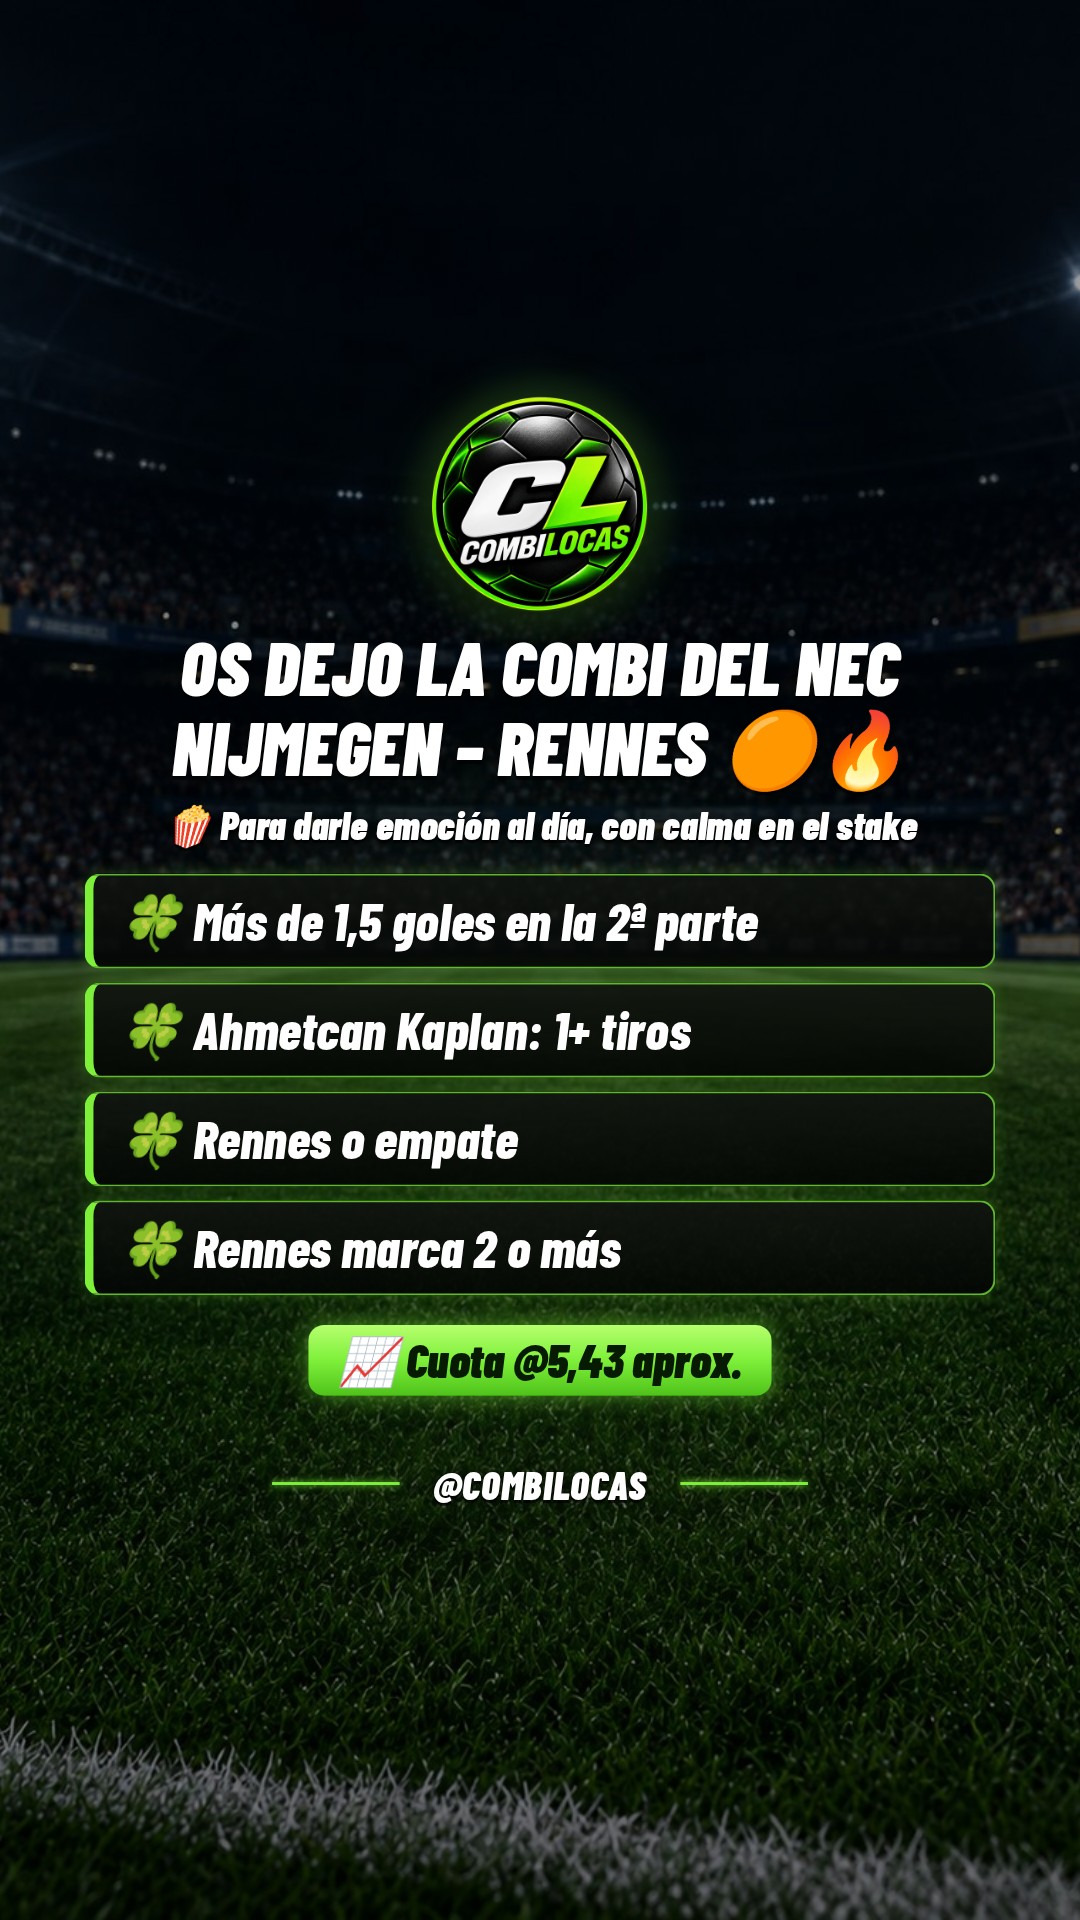 CL
COMBILOCAS
OS DEJO LA COMBI DEL NEC
NIJMEGEN - RENNES 🟠🔥
🍿 Para darle emoción al día, con calma en el stake
🍀 Más de 1,5 goles en la 2ª parte
🍀 Ahmetcan Kaplan: 1+ tiros
🍀 Rennes o empate
🍀 Rennes marca 2 o más
📈 Cuota @5,43 aprox.
@COMBILOCAS